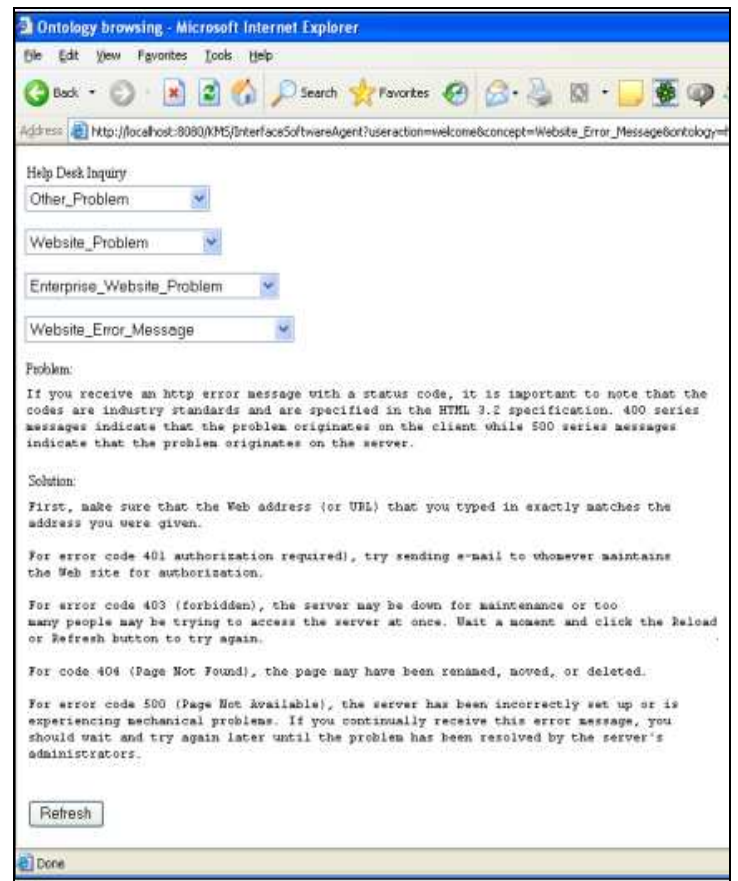 Ontology browsing - Microsoft Internet Explorer
File Edit View Favorites Tools Help
Back Search Favorites
Address http://localhost:8080/KMS/InterfaceSoftwareAgent?useraction=welcome&concept=Website_Error_Message&ontology=h
Help Desk Inquiry
Other_Problem
Website_Problem
Enterprise_Website_Problem
Website_Error_Message
Problem:
If you receive an http error message with a status code, it is important to note that the
codes are industry standards and are specified in the HTML 3.2 specification. 400 series
messages indicate that the problem originates on the client while 500 series messages
indicate that the problem originates on the server.
Solution:
First, make sure that the Web address (or URL) that you typed in exactly matches the
address you were given.
For error code 401 authorization required), try sending e-mail to whomever maintains
the Web site for authorization.
For error code 403 (forbidden), the server may be down for maintenance or too
many people may be trying to access the server at once. Wait a moment and click the Reload
or Refresh button to try again.
For code 404 (Page Not Found), the page may have been renamed, moved, or deleted.
For error code 500 (Page Not Available), the server has been incorrectly set up or is
experiencing mechanical problems. If you continually receive this error message, you
should wait and try again later until the problem has been resolved by the server's
administrators.
Refresh
Done